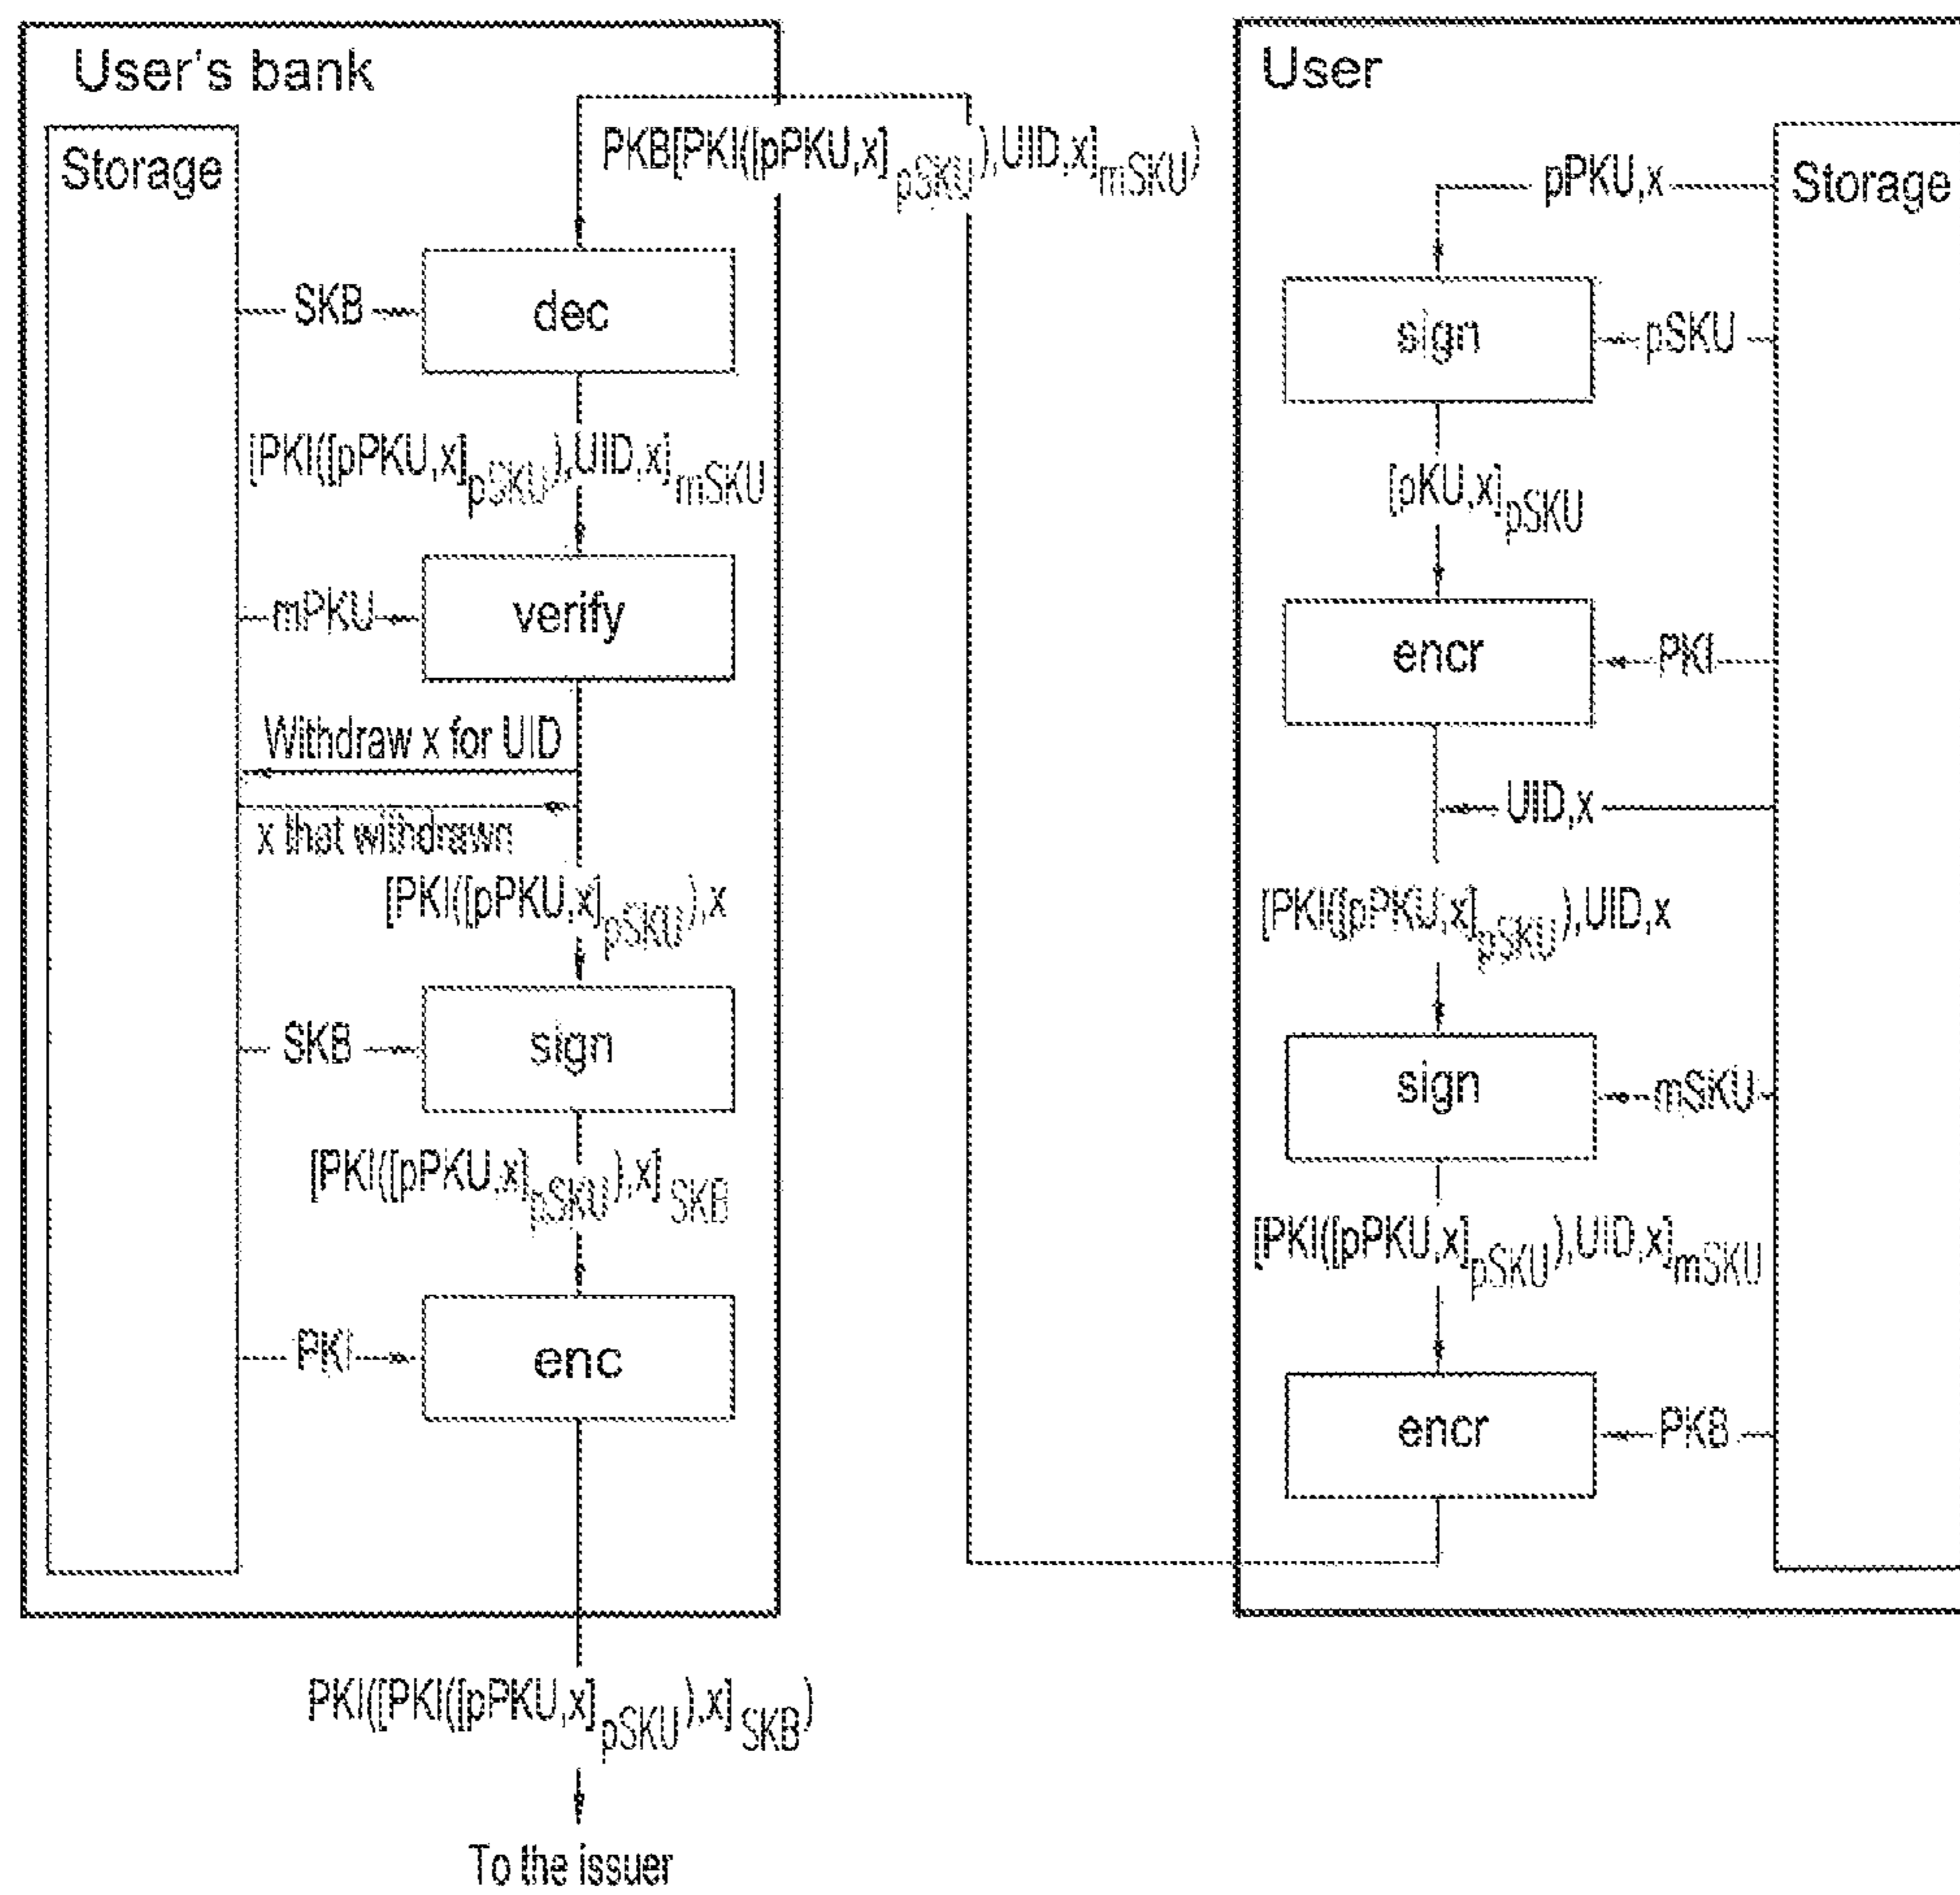 User's bank
Storage
PKB[PKI([pPKU,x]pSKU),UID,x]mSKU)
SKB
dec
[PKI([pPKU,x]pSKU),UID,x]mSKU
mPKU
verify
Withdraw x for UID
x that withdrawn
[PKI([pPKU,x]pSKU),x
SKB
sign
[PKI([pPKU,x]pSKU),x]SKB
PKI
enc
PKI([PKI([pPKU,x]pSKU),x]SKB)
To the issuer
User
Storage
pPKU,x
sign
pSKU
[pKU,x]pSKU
encr
PKI
UID,x
[PKI([pPKU,x]pSKU),UID,x
sign
mSKU
[PKI([pPKU,x]pSKU),UID,x]mSKU
encr
PKB